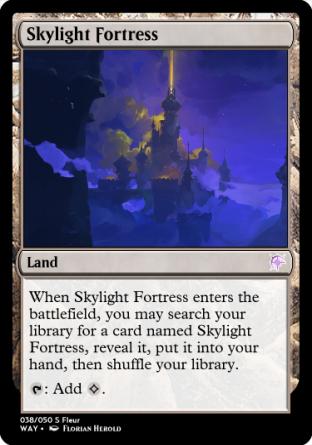 Skylight Fortress
Land
When Skylight Fortress enters the
battlefield, you may search your
library for a card named Skylight
Fortress, reveal it, put it into your
hand, then shuffle your library.
: Add .
038/050 S Fleur
WAY • Florian Herold